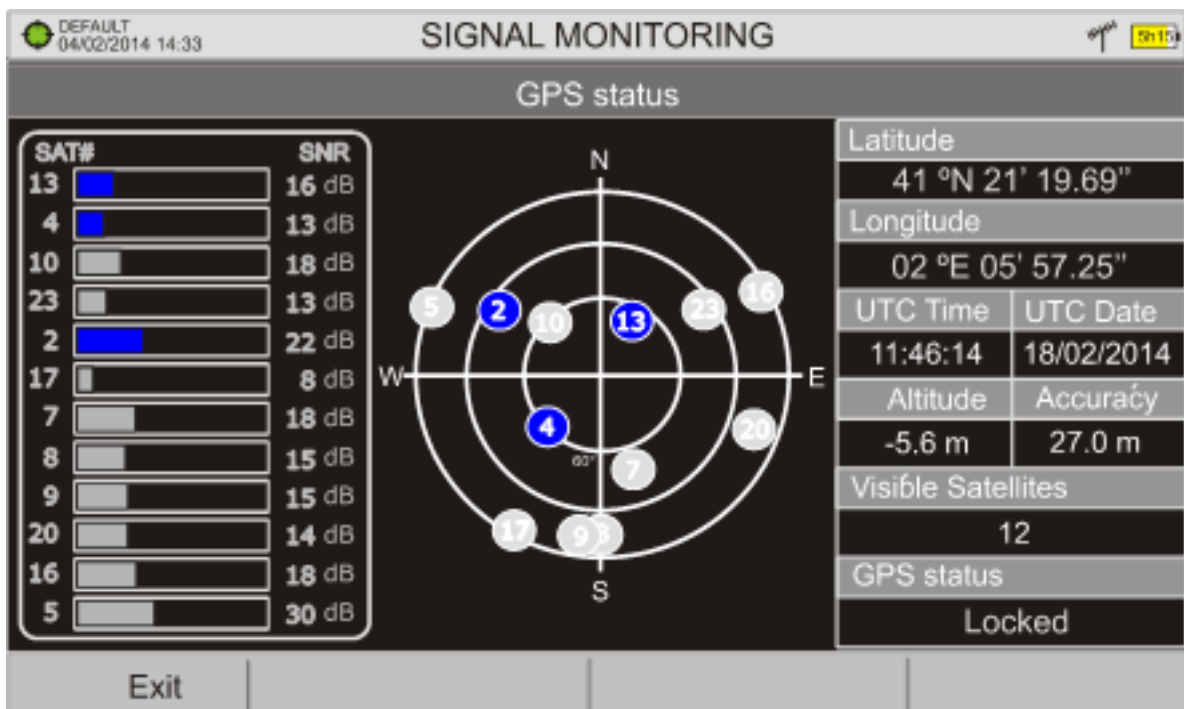 DEFAULT
04/02/2014 14:33
SIGNAL MONITORING
5h15
GPS status
SAT# SNR
13 16 dB
4 13 dB
10 18 dB
23 13 dB
2 22 dB
17 8 dB
7 18 dB
8 15 dB
9 15 dB
20 14 dB
16 18 dB
5 30 dB
N
5 2 10 13 23 16
W E
4 20
60°
7
17 9 8
S
Latitude
41 ºN 21’ 19.69”
Longitude
02 ºE 05’ 57.25”
UTC Time UTC Date
11:46:14 18/02/2014
Altitude Accuraćy
-5.6 m 27.0 m
Visible Satellites
12
GPS status
Locked
Exit